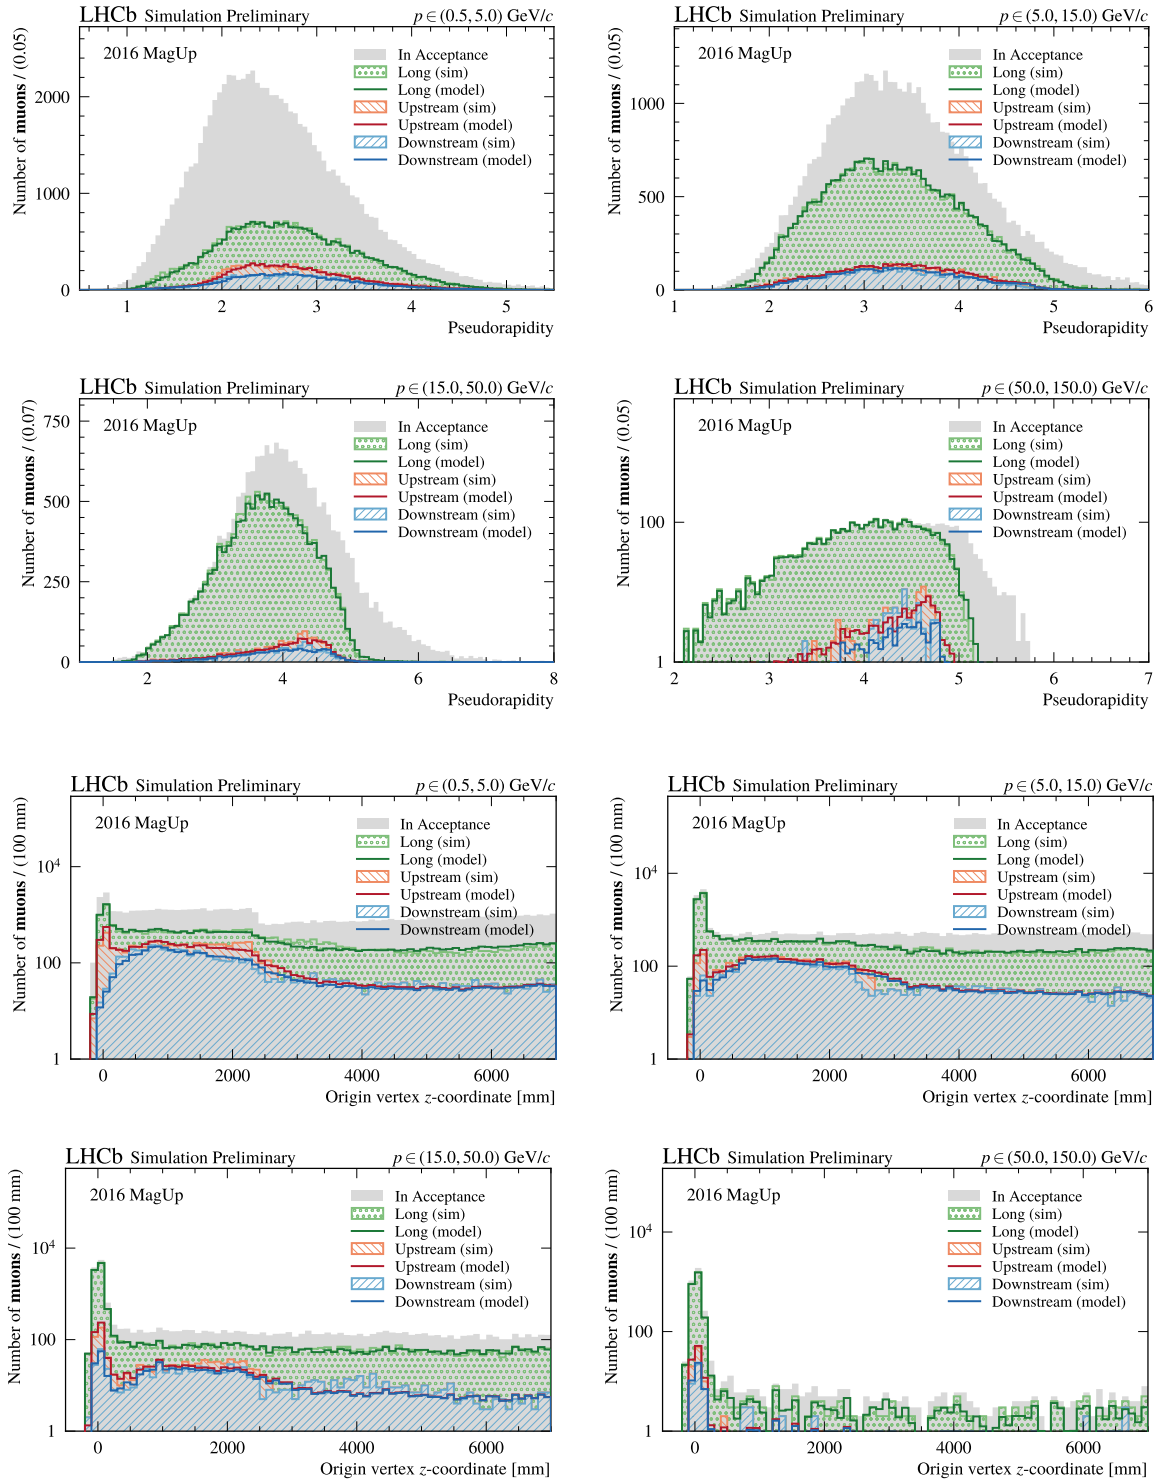 LHCb Simulation Preliminary p ∈ (0.5, 5.0) GeV/c
2016 MagUp
In Acceptance
Long (sim)
Long (model)
Upstream (sim)
Upstream (model)
Downstream (sim)
Downstream (model)
Number of muons / (0.05)
2000
1000
0
1 2 3 4 5
Pseudorapidity
LHCb Simulation Preliminary p ∈ (5.0, 15.0) GeV/c
2016 MagUp
In Acceptance
Long (sim)
Long (model)
Upstream (sim)
Upstream (model)
Downstream (sim)
Downstream (model)
Number of muons / (0.05)
1000
500
0
1 2 3 4 5 6
Pseudorapidity
LHCb Simulation Preliminary p ∈ (15.0, 50.0) GeV/c
2016 MagUp
In Acceptance
Long (sim)
Long (model)
Upstream (sim)
Upstream (model)
Downstream (sim)
Downstream (model)
Number of muons / (0.07)
750
500
250
0
2 4 6 8
Pseudorapidity
LHCb Simulation Preliminary p ∈ (50.0, 150.0) GeV/c
2016 MagUp
In Acceptance
Long (sim)
Long (model)
Upstream (sim)
Upstream (model)
Downstream (sim)
Downstream (model)
Number of muons / (0.05)
100
1
2 3 4 5 6 7
Pseudorapidity
LHCb Simulation Preliminary p ∈ (0.5, 5.0) GeV/c
2016 MagUp
In Acceptance
Long (sim)
Long (model)
Upstream (sim)
Upstream (model)
Downstream (sim)
Downstream (model)
Number of muons / (100 mm)
10⁴
100
1
0 2000 4000 6000
Origin vertex z-coordinate [mm]
LHCb Simulation Preliminary p ∈ (5.0, 15.0) GeV/c
2016 MagUp
In Acceptance
Long (sim)
Long (model)
Upstream (sim)
Upstream (model)
Downstream (sim)
Downstream (model)
Number of muons / (100 mm)
10⁴
100
1
0 2000 4000 6000
Origin vertex z-coordinate [mm]
LHCb Simulation Preliminary p ∈ (15.0, 50.0) GeV/c
2016 MagUp
In Acceptance
Long (sim)
Long (model)
Upstream (sim)
Upstream (model)
Downstream (sim)
Downstream (model)
Number of muons / (100 mm)
10⁴
100
1
0 2000 4000 6000
Origin vertex z-coordinate [mm]
LHCb Simulation Preliminary p ∈ (50.0, 150.0) GeV/c
2016 MagUp
In Acceptance
Long (sim)
Long (model)
Upstream (sim)
Upstream (model)
Downstream (sim)
Downstream (model)
Number of muons / (100 mm)
10⁴
100
1
0 2000 4000 6000
Origin vertex z-coordinate [mm]